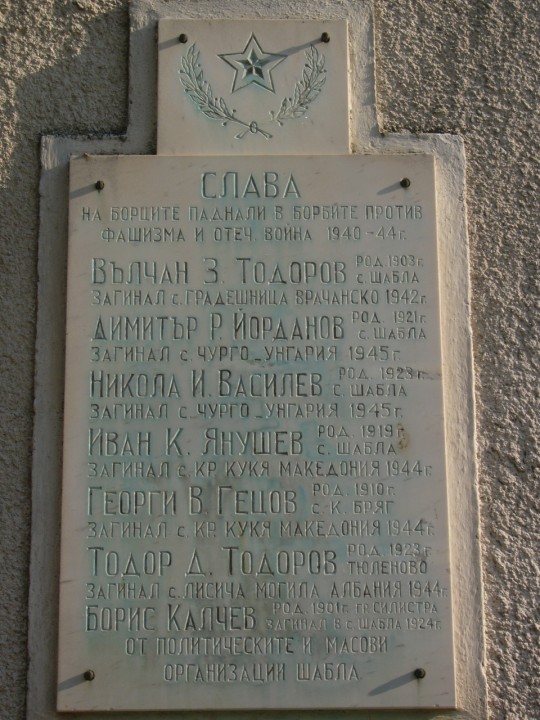 СЛАВА
НА БОРЦИТЕ ПАДНАЛИ В БОРБИТЕ ПРОТИВ
ФАШИЗМА И ОТЕЧ. ВОЙНА 1940-44г.
ВЪЛЧАН З. ТОДОРОВ РОД. 1903г. с. ШАБЛА
ЗАГИНАЛ с. ГРАДЕШНИЦА ВРАЧАНСКО 1942г.
ДИМИТЪР Р. ЙОРДАНОВ РОД. 1921г. с. ШАБЛА
ЗАГИНАЛ с. ЧУРГО-УНГАРИЯ 1945г.
НИКОЛА И. ВАСИЛЕВ РОД. 1923г. с. ШАБЛА
ЗАГИНАЛ с. ЧУРГО-УНГАРИЯ 1945г.
ИВАН К. ЯНУШЕВ РОД. 1919г. с. ШАБЛА
ЗАГИНАЛ с. КР. КУКЯ МАКЕДОНИЯ 1944г.
ГЕОРГИ В. ГЕЦОВ РОД. 1910г. с. К. БРЯГ
ЗАГИНАЛ с. КР. КУКЯ МАКЕДОНИЯ 1944г.
ТОДОР Д. ТОДОРОВ РОД. 1923г. ТЮЛЕНОВО
ЗАГИНАЛ с. ЛИСИЧА МОГИЛА АЛБАНИЯ 1944г.
БОРИС КАЛЧЕВ РОД. 1901г. гр. СИЛИСТРА ЗАГИНАЛ В с. ШАБЛА 1924г.
ОТ ПОЛИТИЧЕСКИТЕ И МАСОВИ
ОРГАНИЗАЦИИ ШАБЛА